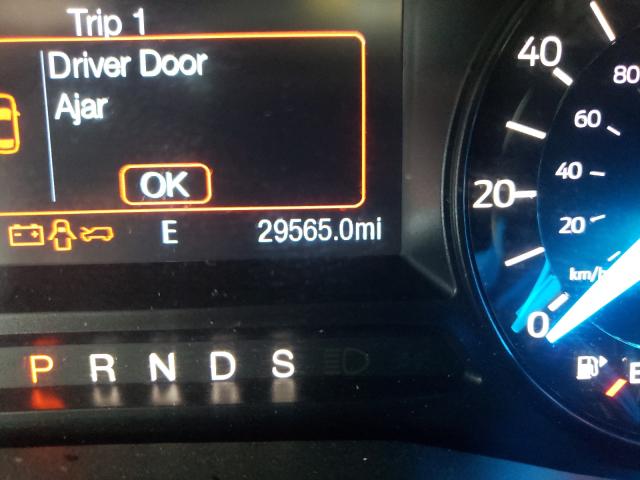 Trip 1
Driver Door
Ajar
OK
E
29565.0mi
P R N D S
40
20
0
80
60
40
20
km/h
E